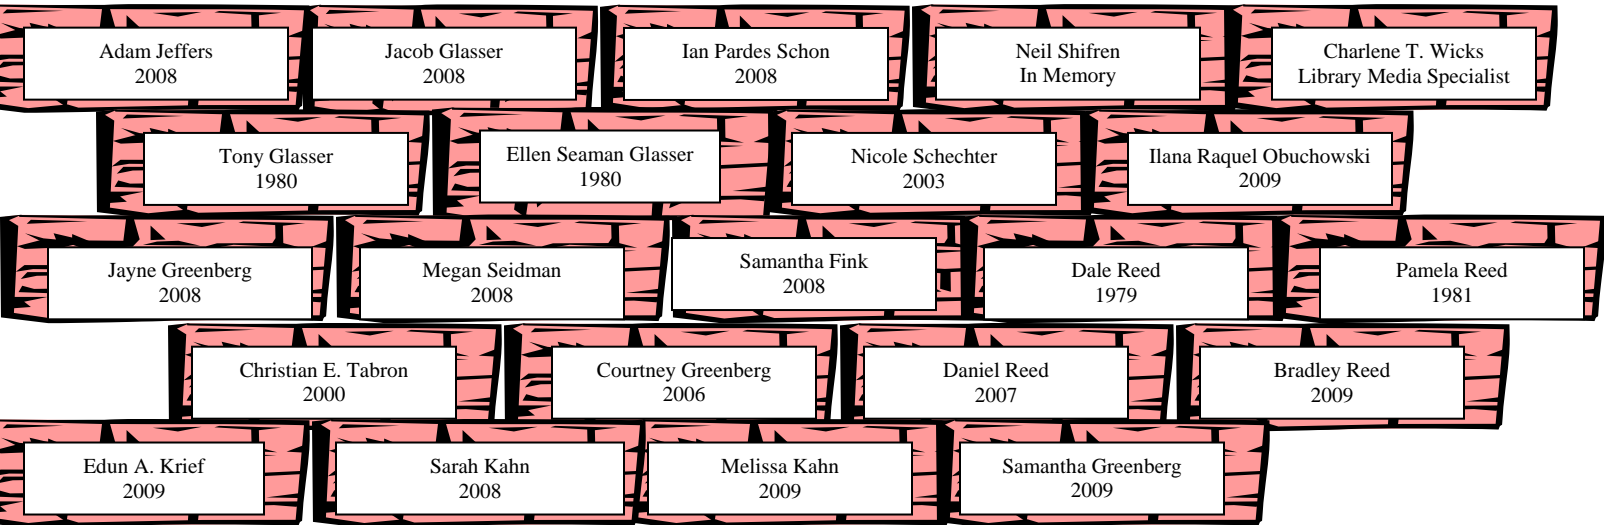 Adam Jeffers
2008
Jacob Glasser
2008
Ian Pardes Schon
2008
Neil Shifren
In Memory
Charlene T. Wicks
Library Media Specialist
Tony Glasser
1980
Ellen Seaman Glasser
1980
Nicole Schechter
2003
Ilana Raquel Obuchowski
2009
Jayne Greenberg
2008
Megan Seidman
2008
Samantha Fink
2008
Dale Reed
1979
Pamela Reed
1981
Christian E. Tabron
2000
Courtney Greenberg
2006
Daniel Reed
2007
Bradley Reed
2009
Edun A. Krief
2009
Sarah Kahn
2008
Melissa Kahn
2009
Samantha Greenberg
2009